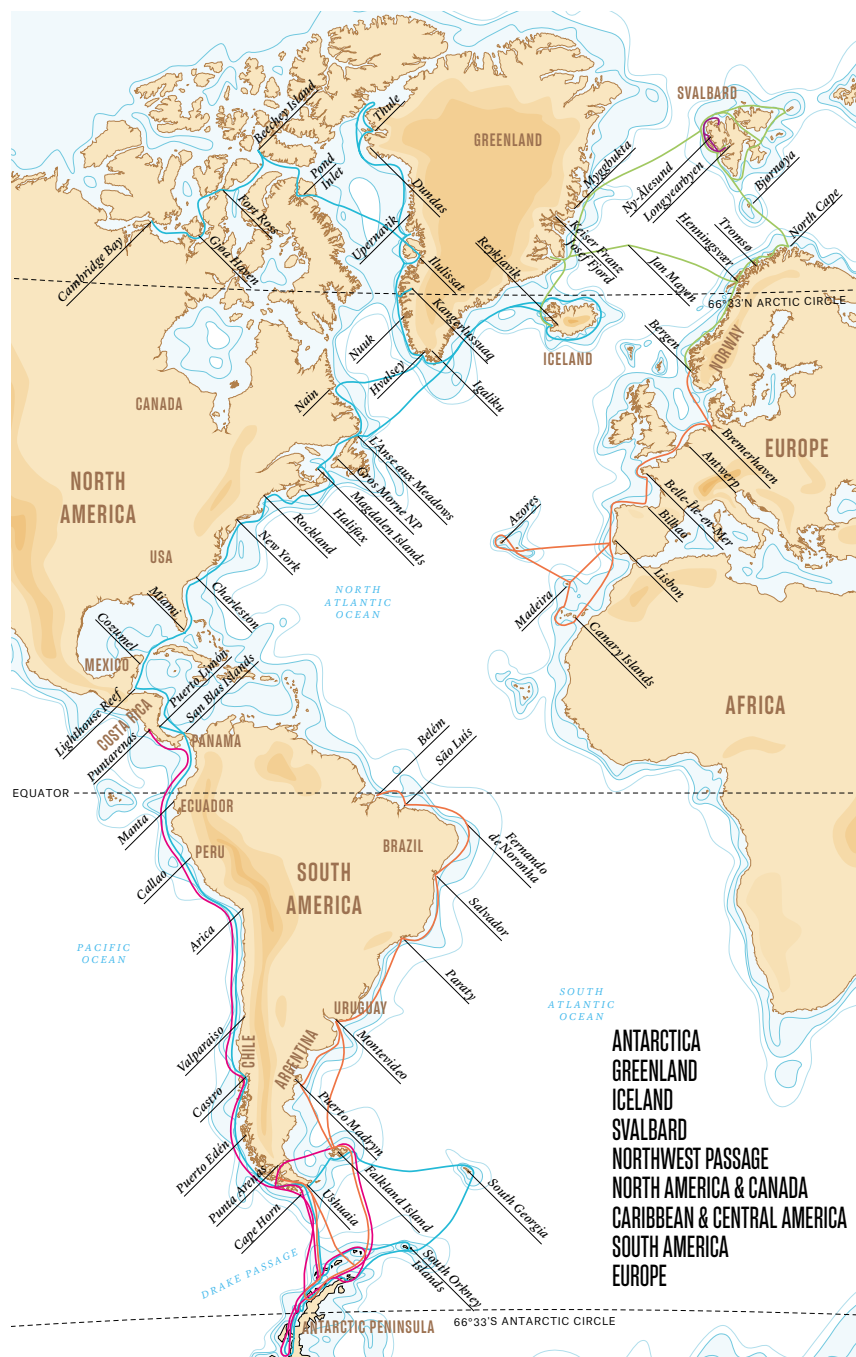 SVALBARD
Beechey Island
Thule
GREENLAND
Pond
Inlet
Myggbukta
Ny-Ålesund
Longyearbyen
Bjørnøya
Dundas
Fort Ross
Upernavik
Keiser Franz
Josef Fjord
Tromsø
Henningsvær
North Cape
Cambridge Bay
Gjøa Haven
Ilulissat
Reykjavik
Jan Mayen
66°33'N ARCTIC CIRCLE
Kangerlussuaq
Nuuk
Bergen
NORWAY
ICELAND
Hvalsey
Igaliku
Nain
CANADA
L'Anse aux Meadows
Gros Morne NP
Magdalen Islands
Halifax
Rockland
New York
Bremerhaven
Antwerp
EUROPE
Belle-Île-en-Mer
Bilbao
NORTH
AMERICA
Azores
USA
Lisbon
Charleston
Miami
NORTH
ATLANTIC
OCEAN
Madeira
Canary Islands
Cozumel
MEXICO
Puerto Limón
San Blas Islands
Lighthouse Reef
COSTA RICA
Puntarenas
PANAMA
AFRICA
Belém
São Luis
EQUATOR
ECUADOR
Manta
PERU
BRAZIL
Fernando
de Noronha
Callao
SOUTH
AMERICA
Salvador
Arica
PACIFIC
OCEAN
Paraty
SOUTH
ATLANTIC
OCEAN
URUGUAY
Valparaiso
CHILE
ARGENTINA
Montevideo
Castro
Puerto Madryn
Puerto Edén
Punta Arenas
Cape Horn
Ushuaia
Falkland Island
South Georgia
DRAKE PASSAGE
South Orkney
Islands
ANTARCTIC PENINSULA
66°33'S ANTARCTIC CIRCLE
ANTARCTICA
GREENLAND
ICELAND
SVALBARD
NORTHWEST PASSAGE
NORTH AMERICA & CANADA
CARIBBEAN & CENTRAL AMERICA
SOUTH AMERICA
EUROPE